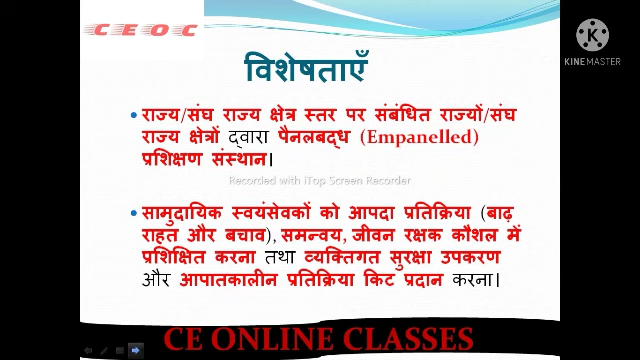 CEOC
K
KINEMASTER
विशेषताएँ
• राज्य/संघ राज्य क्षेत्र स्तर पर संबंधित राज्यों/संघ
राज्य क्षेत्रों द्वारा पैनलबद्ध (Empanelled)
प्रशिक्षण संस्थान।
Recorded with iTop Screen Recorder
• सामुदायिक स्वयंसेवकों को आपदा प्रतिक्रिया (बाढ़
राहत और बचाव), समन्वय, जीवन रक्षक कौशल में
प्रशिक्षित करना तथा व्यक्तिगत सुरक्षा उपकरण
और आपातकालीन प्रतिक्रिया किट प्रदान करना।
CE ONLINE CLASSES